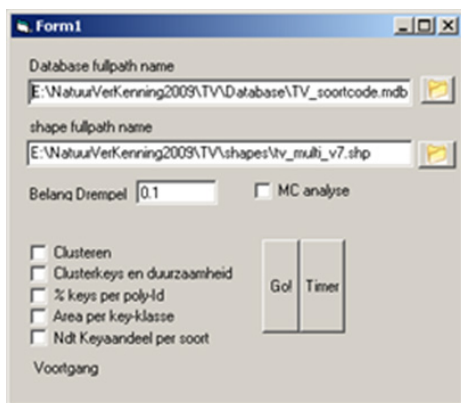 Form1
Database fullpath name
E:\NatuurVerKenning2009\TV\Database\TV_soortcode.mdb
shape fullpath name
E:\NatuurVerKenning2009\TV\shapes\tv_multi_v7.shp
Belang Drempel 0.1 MC analyse
Clusteren
Clusterkeys en duurzaamheid
% keys per poly-Id
Area per key-klasse
Ndt Keyaandeel per soort
Go! Timer
Voortgang